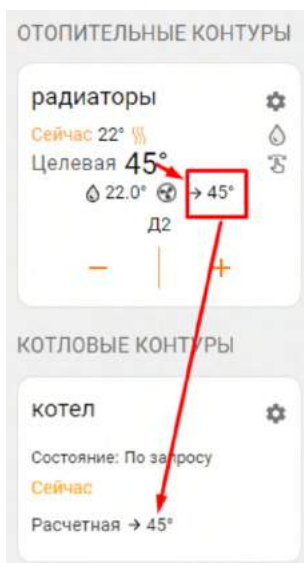 ОТОПИТЕЛЬНЫЕ КОНТУРЫ
радиаторы
Сейчас 22°
Целевая 45°
22.0° → 45°
Д2
− +
КОТЛОВЫЕ КОНТУРЫ
котел
Состояние: По запросу
Сейчас
Расчетная → 45°